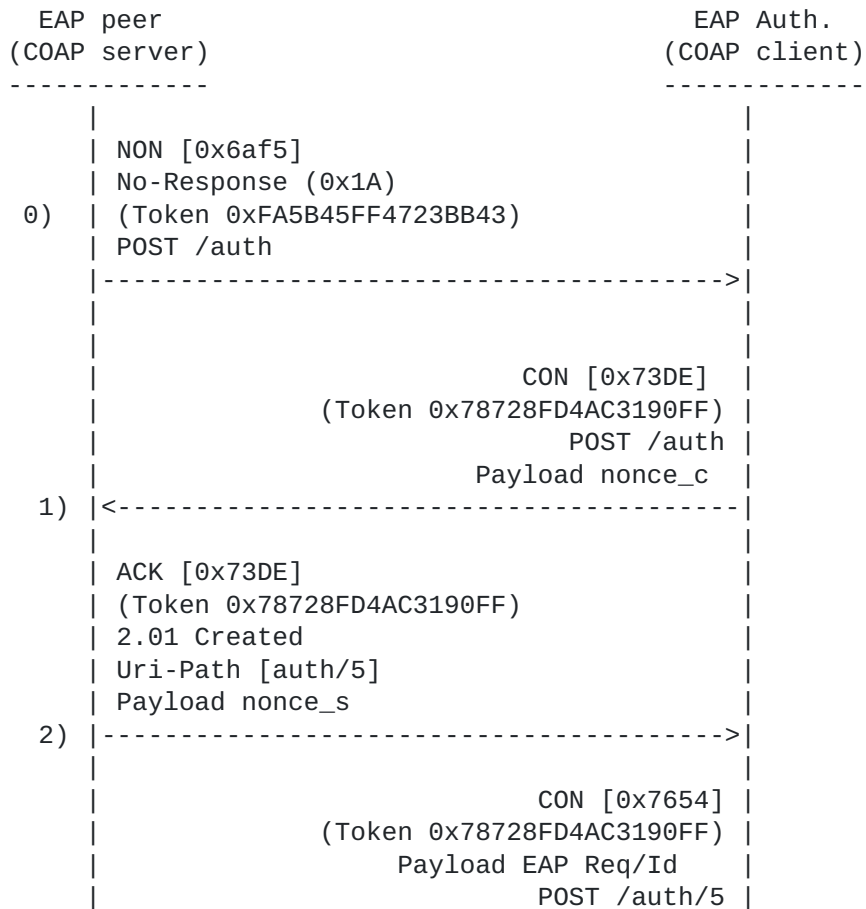 EAP peer                                  EAP Auth.
(COAP server)                             (COAP client)
-------------                             -------------
| NON [0x6af5]
| No-Response (0x1A)
0) | (Token 0xFA5B45FF4723BB43)
| POST /auth
|---------------------------------------->|
CON [0x73DE] |
(Token 0x78728FD4AC3190FF) |
POST /auth |
Payload nonce_c |
1) |<----------------------------------------|
| ACK [0x73DE]
| (Token 0x78728FD4AC3190FF)
| 2.01 Created
| Uri-Path [auth/5]
| Payload nonce_s
2) |---------------------------------------->|
CON [0x7654] |
(Token 0x78728FD4AC3190FF) |
Payload EAP Req/Id |
POST /auth/5 |